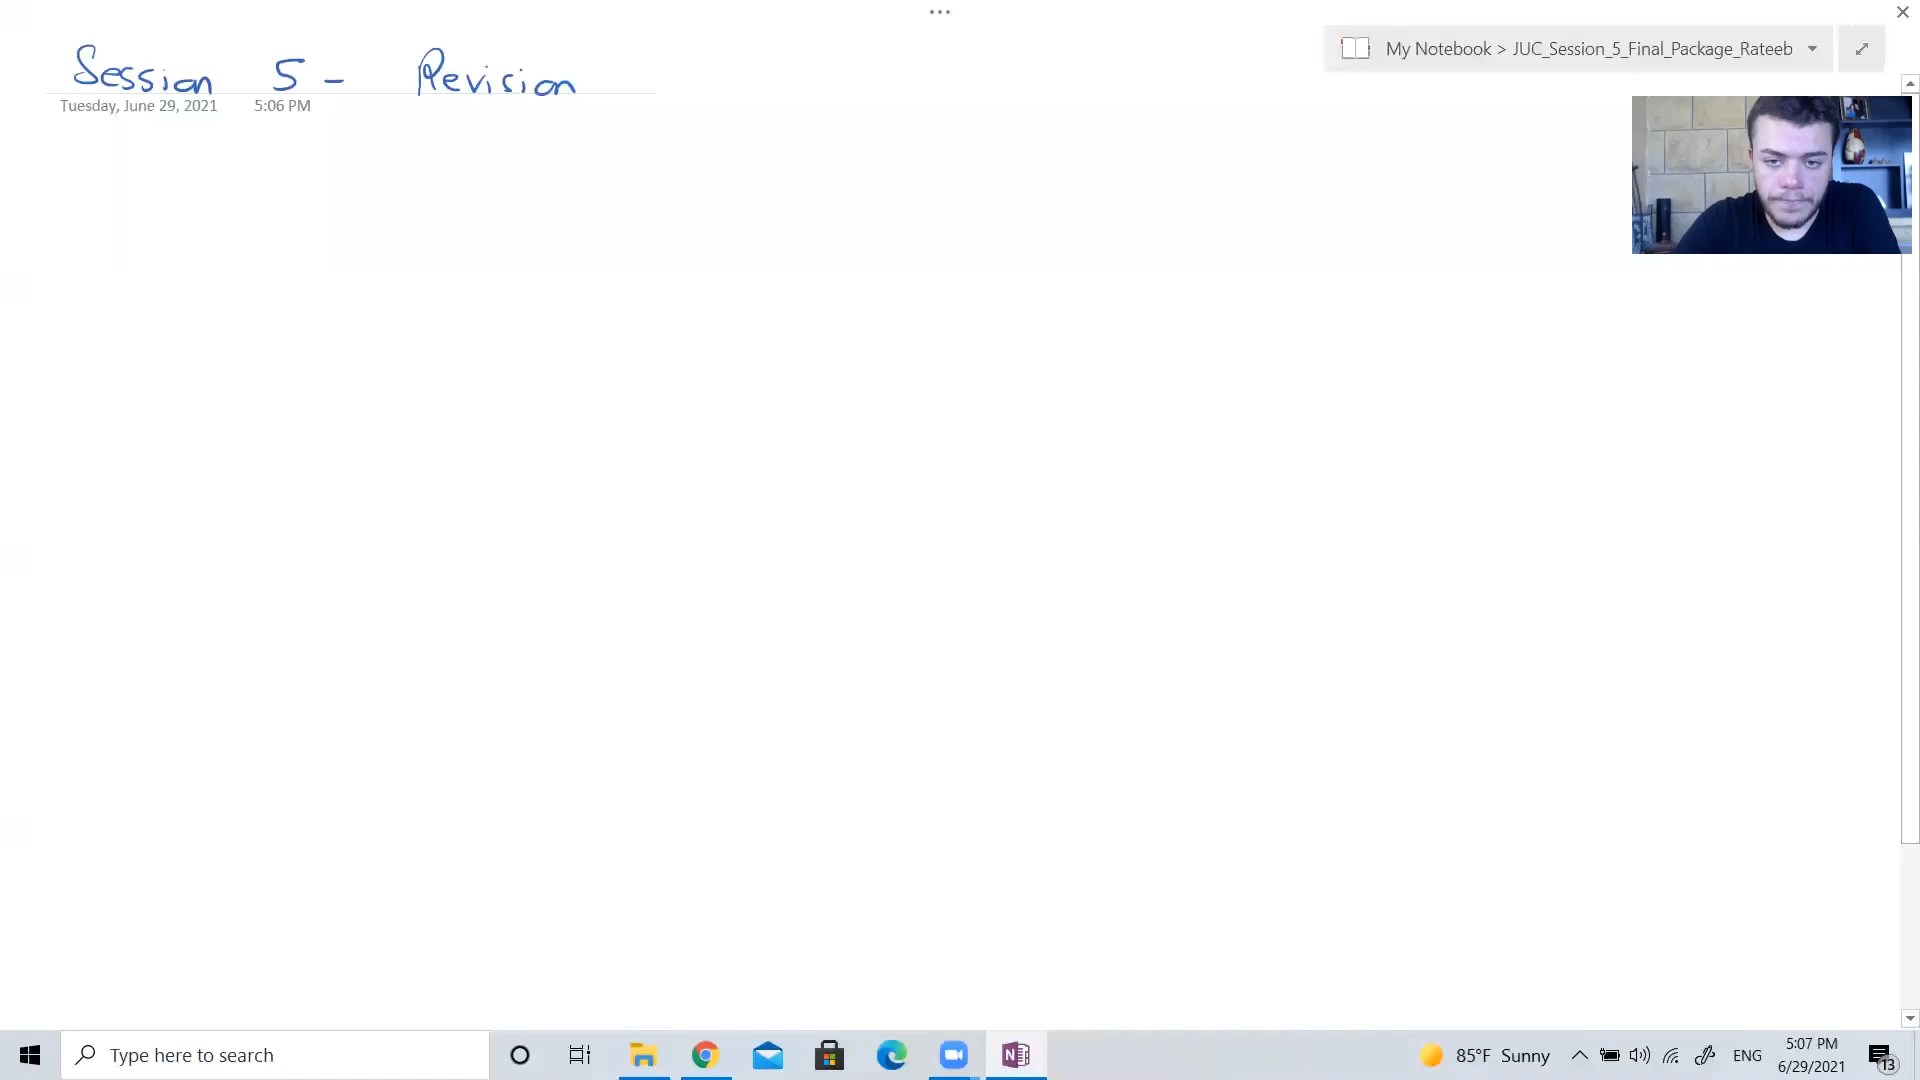 My Notebook > JUC_Session_5_Final_Package_Rateeb
Session 5 - Revision
Tuesday, June 29, 2021 5:06 PM
Type here to search
N
85°F Sunny
ENG
5:07 PM
6/29/2021
13